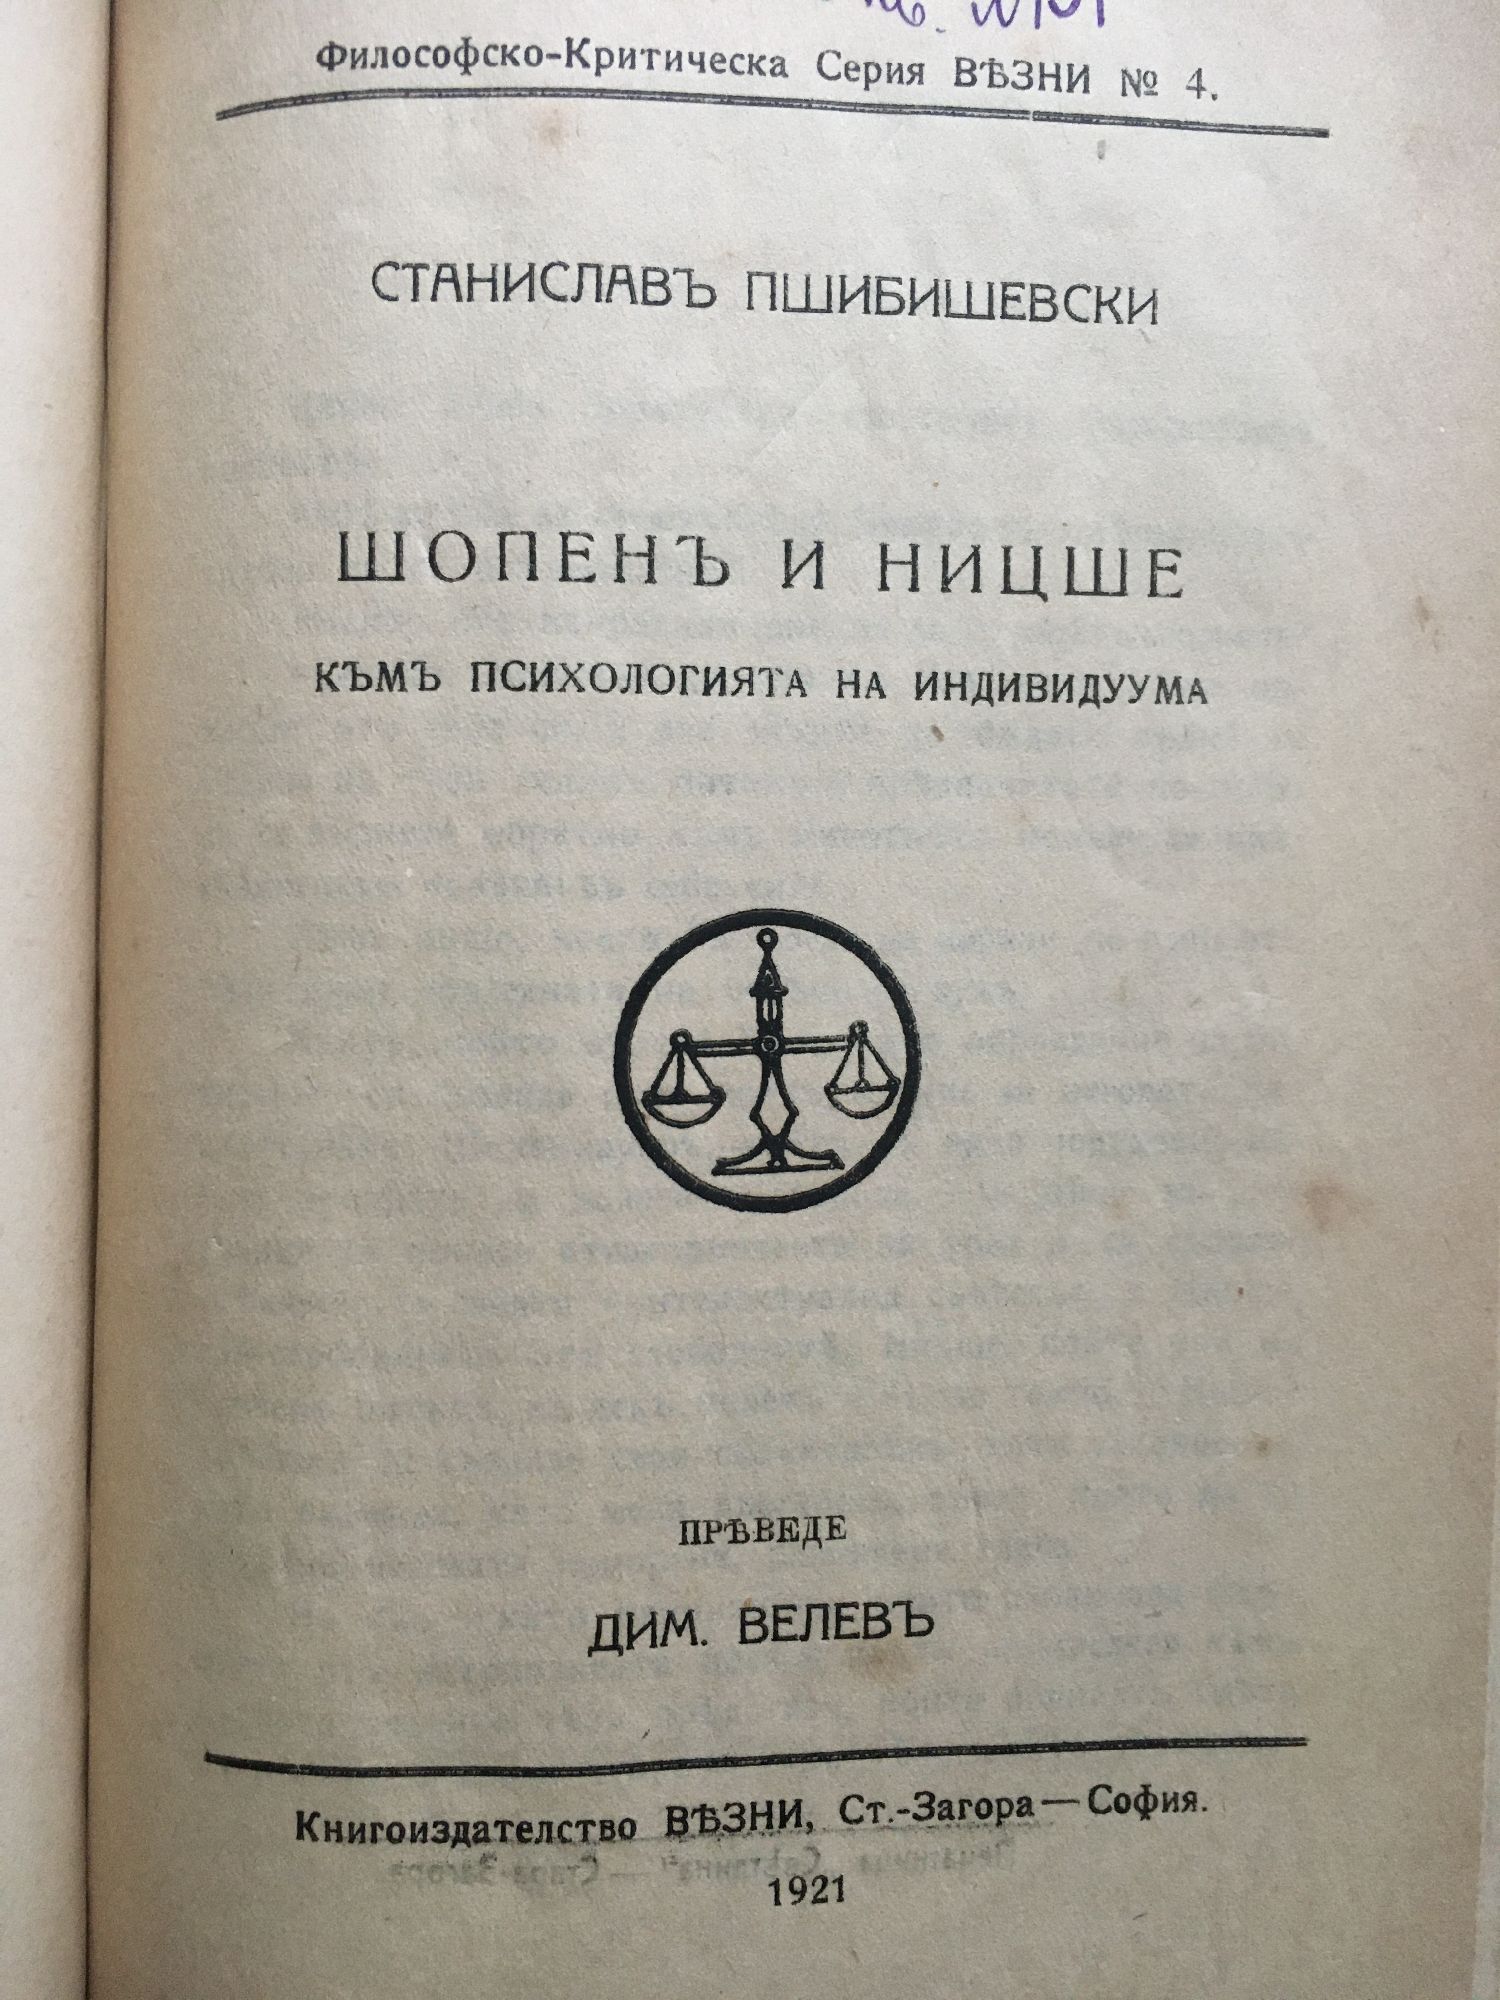 Философско-Критическа Серия ВѢЗНИ № 4.
СТАНИСЛАВЪ ПШИБИШЕВСКИ
ШОПЕНЪ И НИЦШЕ
КЪМЪ ПСИХОЛОГИЯТА НА ИНДИВИДУУМА
ПРѢВЕДЕ
ДИМ. ВЕЛЕВЪ
Книгоиздателство ВѢЗНИ, Ст.-Загора — София.
1921